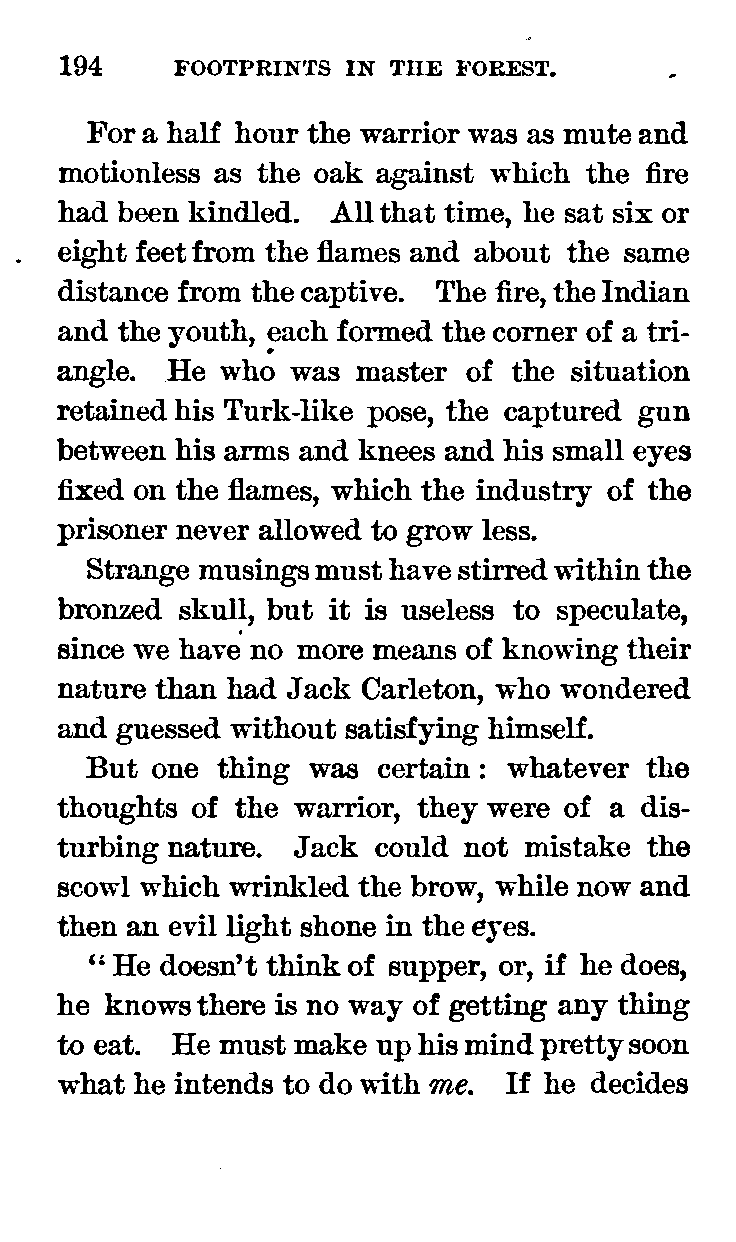 194 FOOTPRINTS IN THE FOREST.
For a half hour the warrior was as mute and
motionless as the oak against which the fire
had been kindled. All that time, he sat six or
eight feet from the flames and about the same
distance from the captive. The fire, the Indian
and the youth, each formed the corner of a tri-
angle. He who was master of the situation
retained his Turk-like pose, the captured gun
between his arms and knees and his small eyes
fixed on the flames, which the industry of the
prisoner never allowed to grow less.
Strange musings must have stirred within the
bronzed skull, but it is useless to speculate,
since we have no more means of knowing their
nature than had Jack Carleton, who wondered
and guessed without satisfying himself.
But one thing was certain: whatever the
thoughts of the warrior, they were of a dis-
turbing nature. Jack could not mistake the
scowl which wrinkled the brow, while now and
then an evil light shone in the eyes.
"He doesn't think of supper, or, if he does,
he knows there is no way of getting any thing
to eat. He must make up his mind pretty soon
what he intends to do with me. If he decides